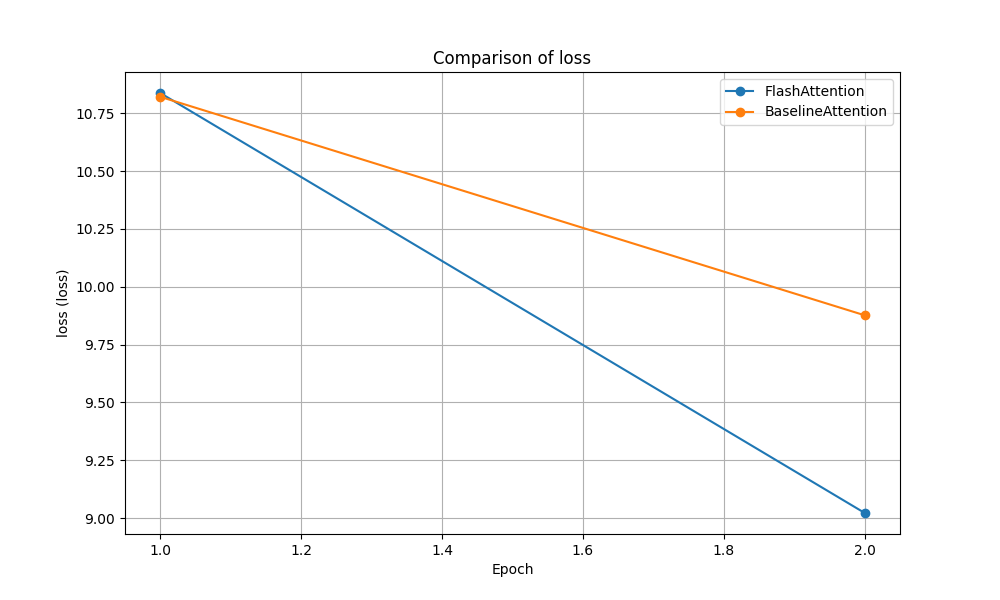 Comparison of loss
FlashAttention
BaselineAttention
10.75
10.50
10.25
10.00
9.75
9.50
9.25
9.00
loss (loss)
1.0 1.2 1.4 1.6 1.8 2.0
Epoch